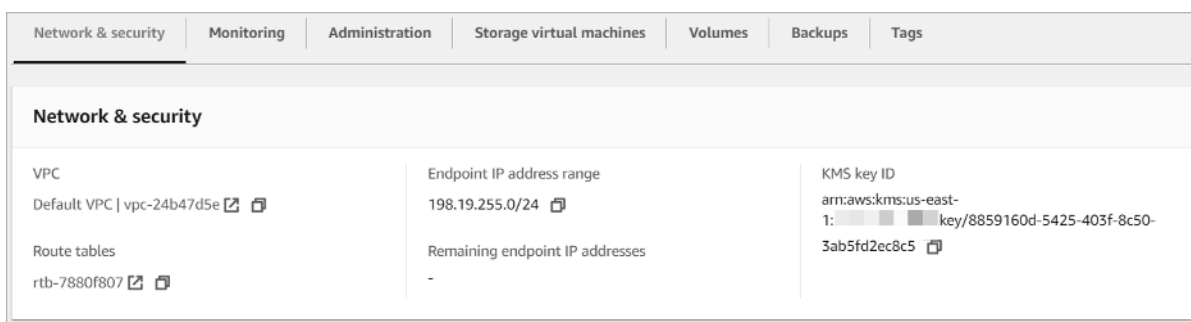 Network & security
Monitoring
Administration
Storage virtual machines
Volumes
Backups
Tags
Network & security
VPC
Default VPC | vpc-24b47d5e
Route tables
rtb-7880f807
Endpoint IP address range
198.19.255.0/24
Remaining endpoint IP addresses
-
KMS key ID
arn:aws:kms:us-east-
1: key/8859160d-5425-403f-8c50-
3ab5fd2ec8c5